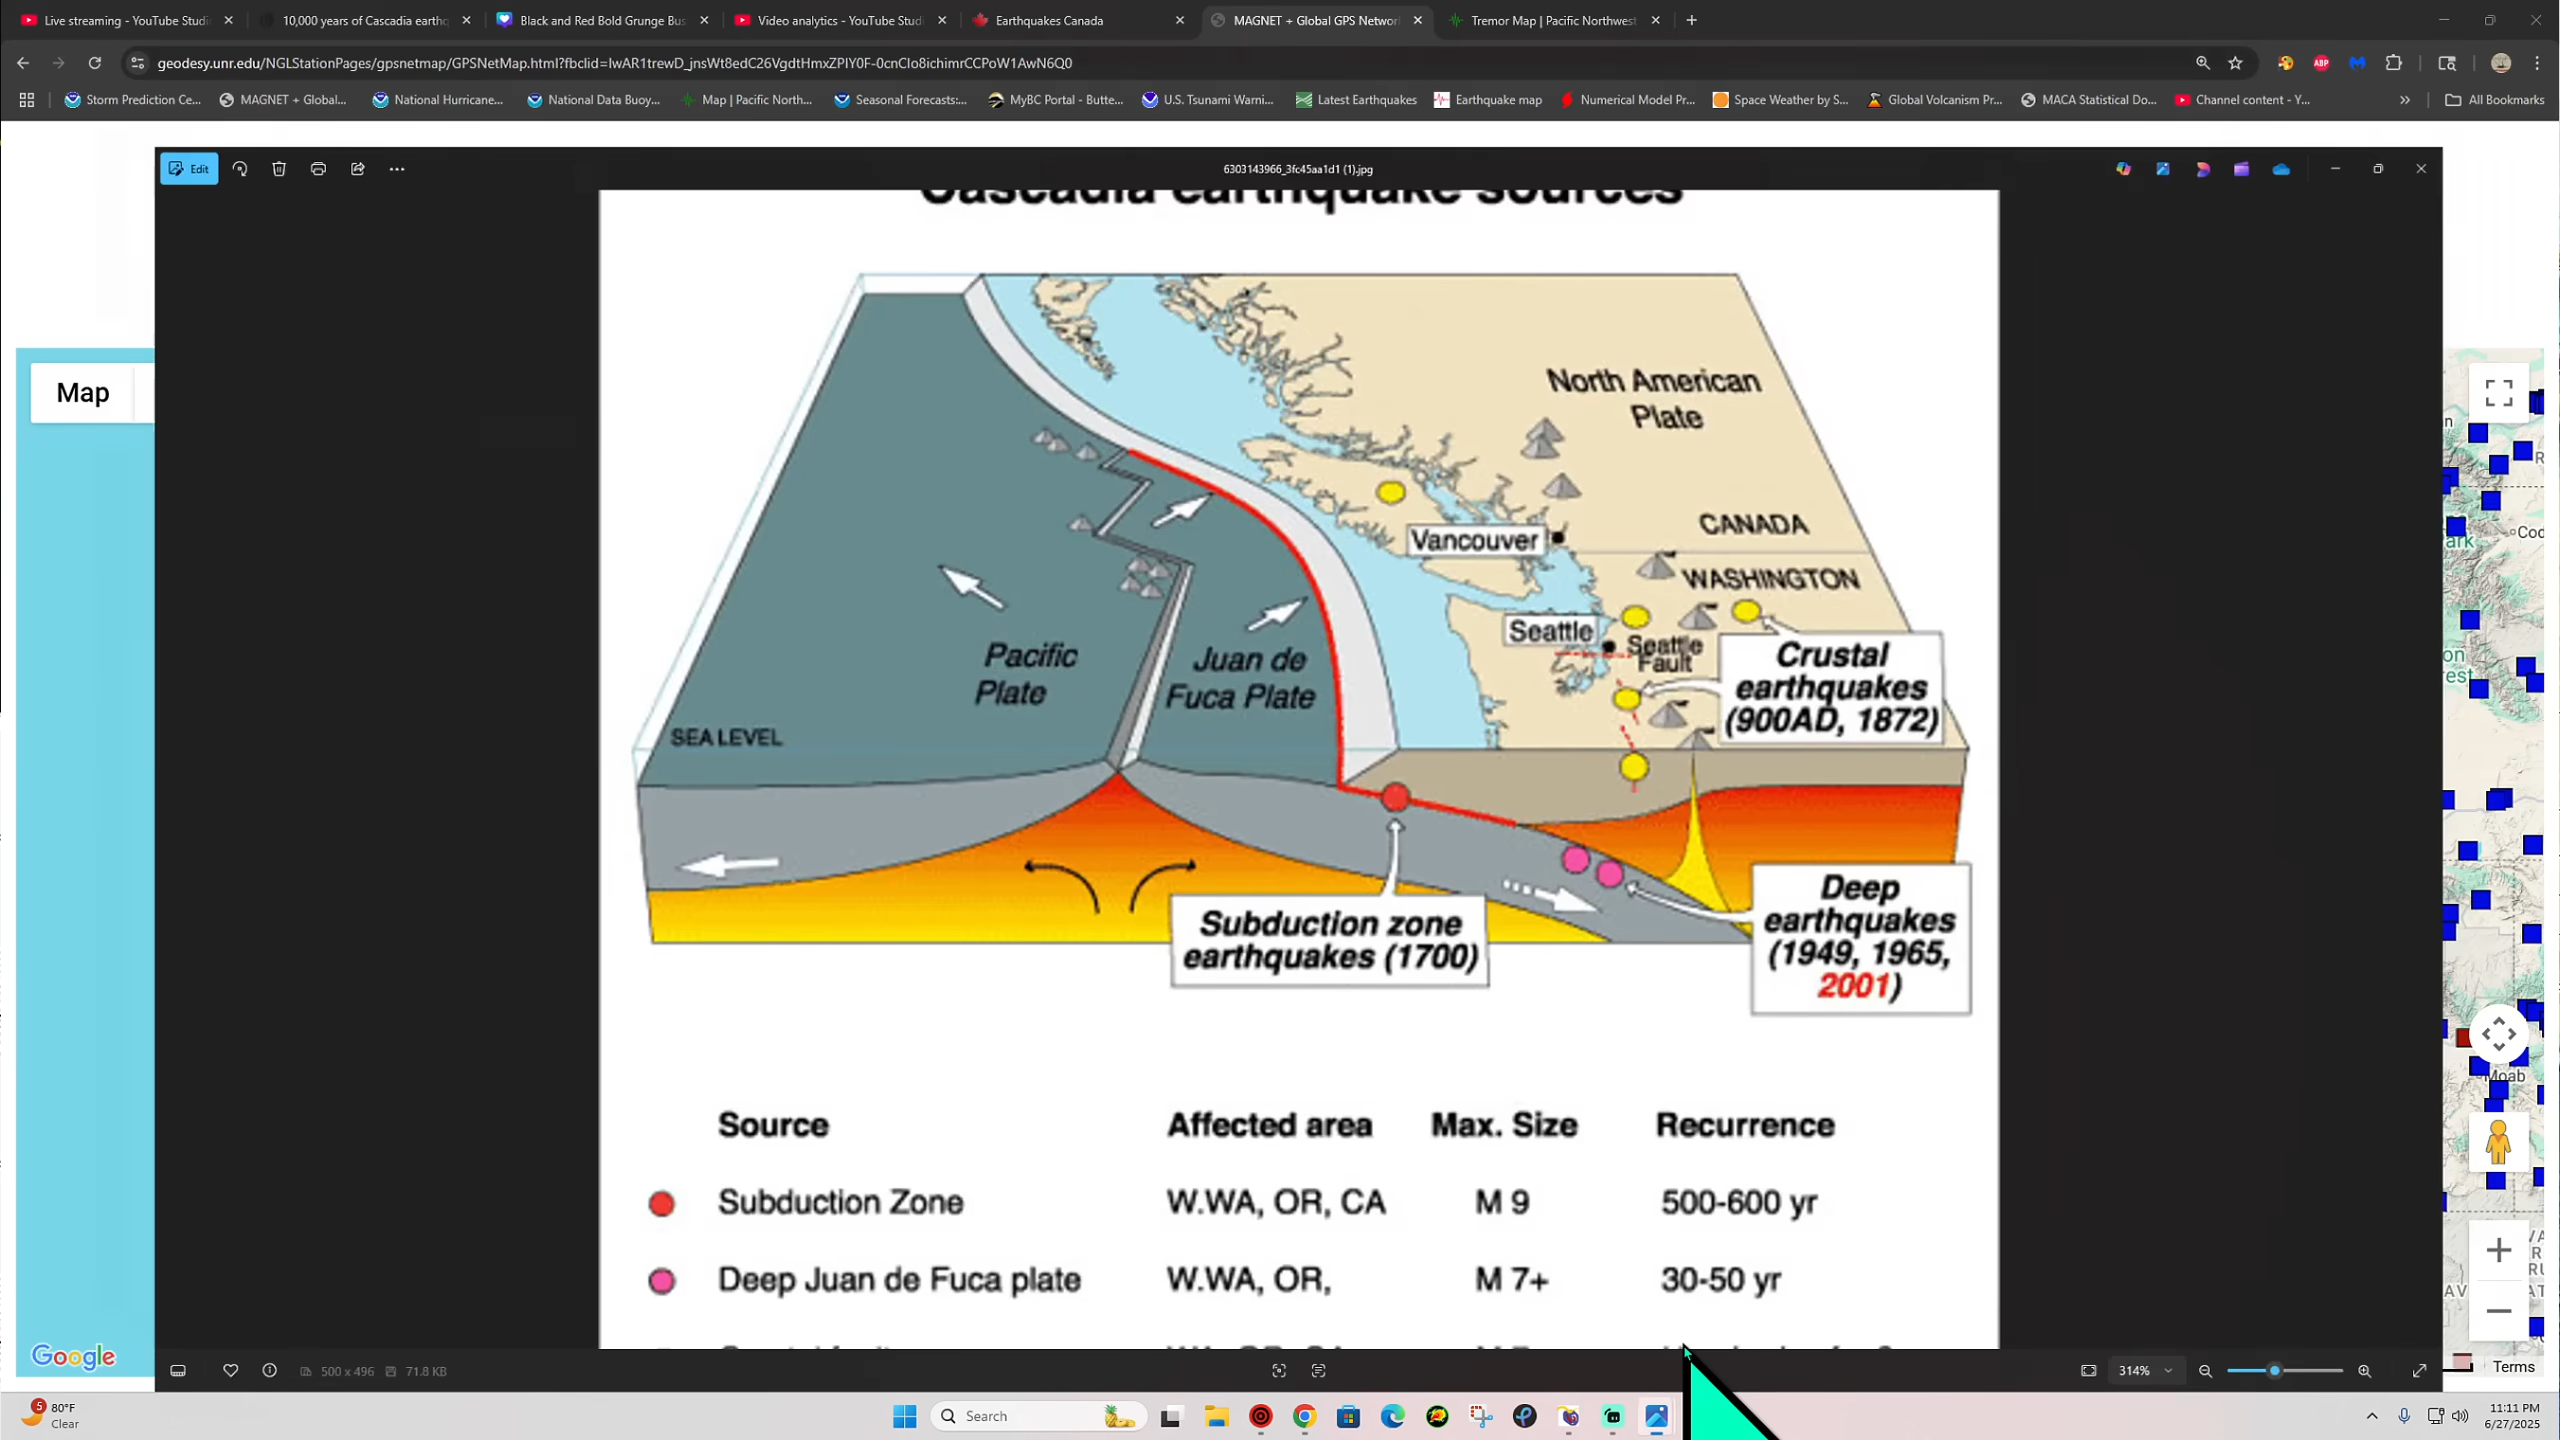 Live streaming - YouTube Studi
10,000 years of Cascadia earthq
Black and Red Bold Grunge Bus
Video analytics - YouTube Studi
Earthquakes Canada
MAGNET + Global GPS Networ
Tremor Map | Pacific Northwest
geodesy.unr.edu/NGLStationPages/gpsnetmap/GPSNetMap.html?fbclid=IwAR1trewD_jnsWt8edC26VgdtHmxZPIY0F-0cnCIo8ichimrCCPoW1AwN6Q0
ABP
Storm Prediction Ce...
MAGNET + Global...
National Hurricane...
National Data Buoy...
Map | Pacific North...
Seasonal Forecasts:...
MyBC Portal - Butte...
U.S. Tsunami Warni...
Latest Earthquakes
Earthquake map
Numerical Model Pr...
Space Weather by S...
Global Volcanism Pr...
MACA Statistical Do...
Channel content - Y...
All Bookmarks
Edit
6303143966_3fc45aa1d1 (1).jpg
Cascadia earthquake sources
Map
North American
Plate
CANADA
Vancouver
WASHINGTON
Seattle
Seattle
Fault
Crustal
earthquakes
(900AD, 1872)
Pacific
Plate
Juan de
Fuca Plate
SEA LEVEL
Subduction zone
earthquakes (1700)
Deep
earthquakes
(1949, 1965,
2001)
Source Affected area Max. Size Recurrence
Subduction Zone W.WA, OR, CA M 9 500-600 yr
Deep Juan de Fuca plate W.WA, OR, M 7+ 30-50 yr
Moab
Google
Terms
500 x 496
71.8 KB
314%
5
80°F
Clear
Search
11:11 PM
6/27/2025